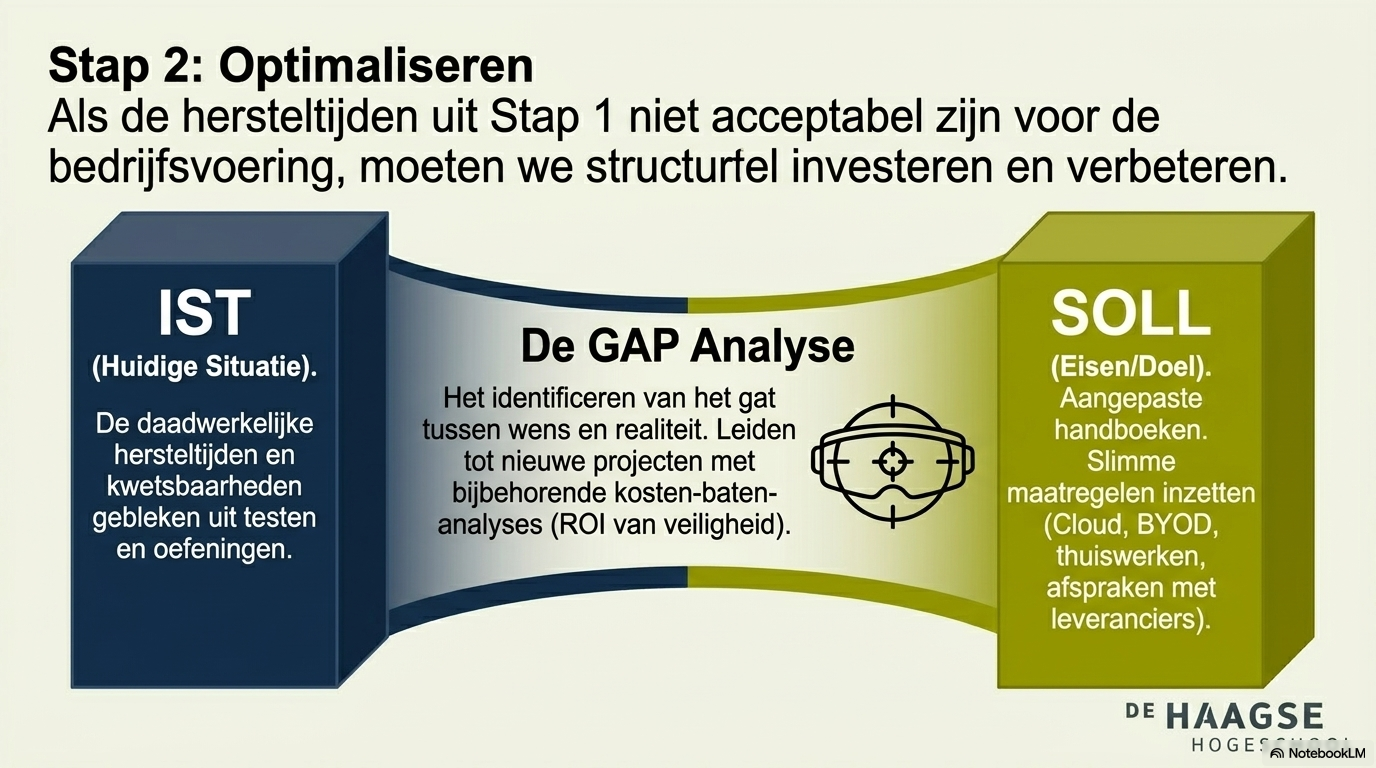 Stap 2: Optimaliseren
Als de hersteltijden uit Stap 1 niet acceptabel zijn voor de
bedrijfsvoering, moeten we structurfel investeren en verbeteren.
IST
(Huidige Situatie).
De daadwerkelijke
hersteltijden en
kwetsbaarheden
gebleken uit testen
en oefeningen.
De GAP Analyse
Het identificeren van het gat
tussen wens en realiteit. Leiden
tot nieuwe projecten met
bijbehorende kosten-baten-
analyses (ROI van veiligheid).
SOLL
(Eisen/Doel).
Aangepaste
handboeken.
Slimme
maatregelen inzetten
(Cloud, BYOD,
thuiswerken,
afspraken met
leveranciers).
DE HAAGSE
NotebookLM